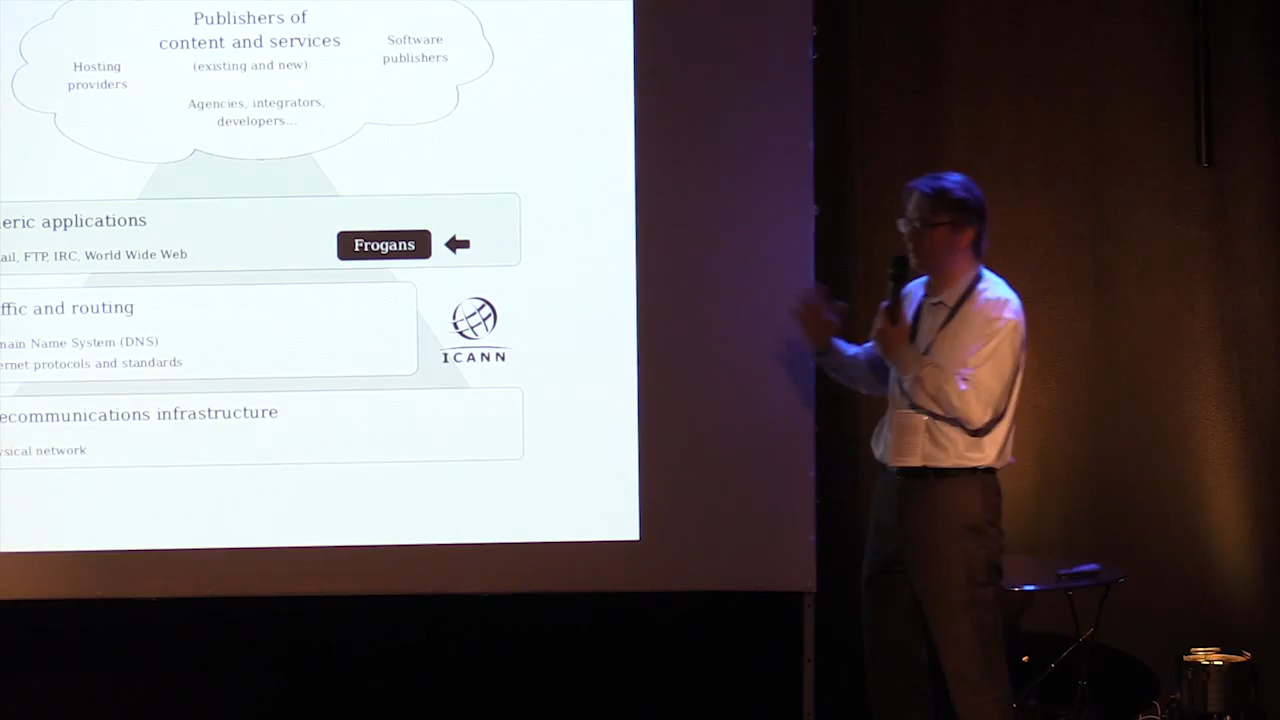 Publishers of
content and services
(existing and new)
Hosting
providers
Software
publishers
Agencies, integrators,
developers...
eric applications
ail, FTP, IRC, World Wide Web
Frogans
ffic and routing
main Name System (DNS)
ernet protocols and standards
ICANN
ecommunications infrastructure
ysical network